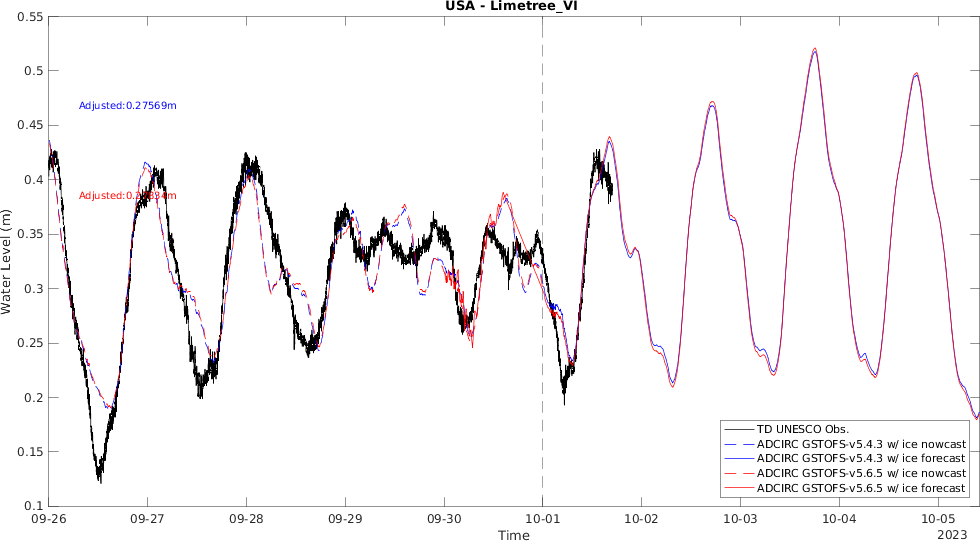 USA - Limetree_VI
0.55
0.5
0.45
0.4
0.35
0.3
0.25
0.2
0.15
0.1
Water Level (m)
Adjusted:0.27569m
09-26
09-27
09-28
09-29
09-30
10-01
10-02
10-03
10-04
10-05
Time
2023
TD UNESCO Obs.
ADCIRC GSTOFS-v5.4.3 w/ ice nowcast
ADCIRC GSTOFS-v5.4.3 w/ ice forecast
ADCIRC GSTOFS-v5.6.5 w/ ice nowcast
ADCIRC GSTOFS-v5.6.5 w/ ice forecast